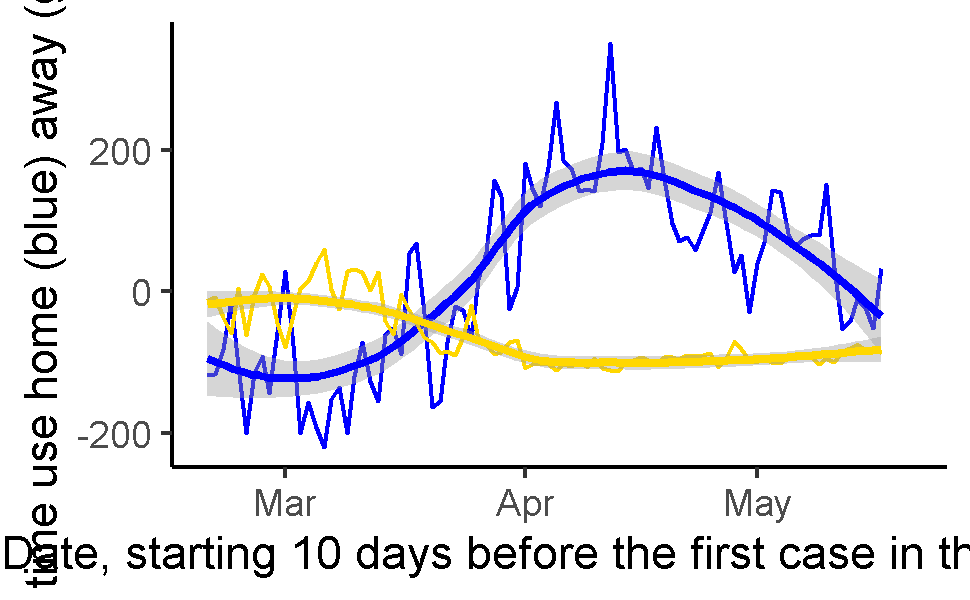 time use home (blue) away (
200
0
-200
Mar Apr May
Date, starting 10 days before the first case in th